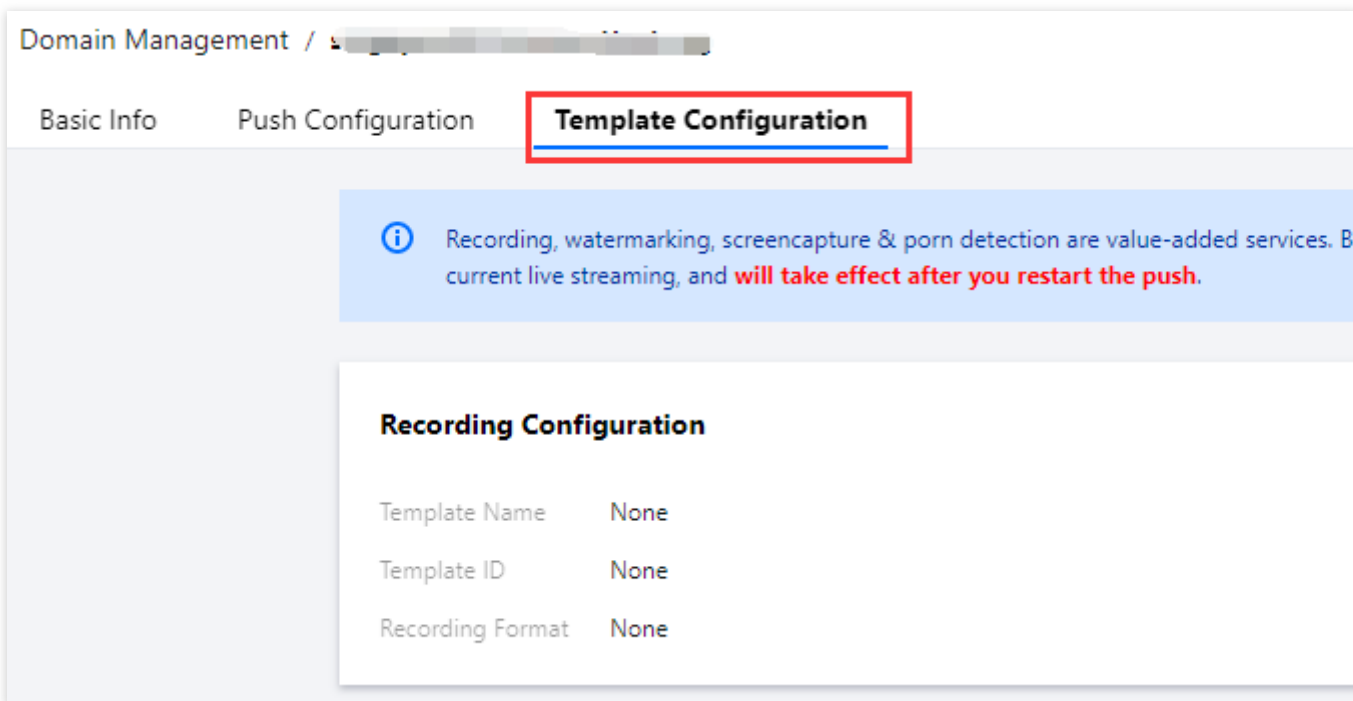 Domain Management /
Basic Info Push Configuration Template Configuration
Recording, watermarking, screencapture & porn detection are value-added services. B
current live streaming, and will take effect after you restart the push.
Recording Configuration
Template Name None
Template ID None
Recording Format None